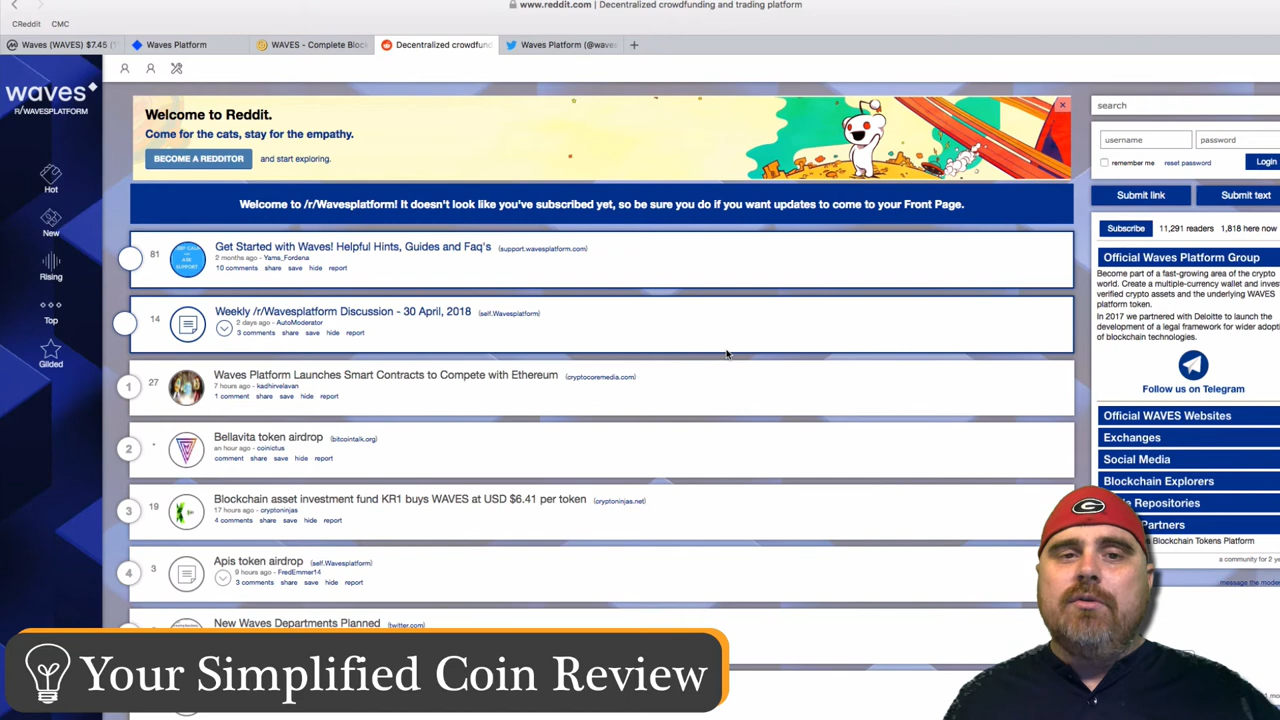 www.reddit.com | Decentralized crowdfunding and trading platform
CReddit CMC
Waves (WAVES) $7.45 (
Waves Platform
WAVES - Complete Bloc
Decentralized crowdfun
Waves Platform (@wave
+
waves
R/WAVESPLATFORM
Hot
New
Rising
Top
Gilded
Welcome to Reddit.
Come for the cats, stay for the empathy.
BECOME A REDDITOR and start exploring.
Welcome to /r/Wavesplatform! It doesn't look like you've subscribed yet, so be sure you do if you want updates to come to your Front Page.
81
Get Started with Waves! Helpful Hints, Guides and Faq's (support.wavesplatform.com)
2 months ago - Yams_Fordena
10 comments share save hide report
14
Weekly /r/Wavesplatform Discussion - 30 April, 2018 (self.Wavesplatform)
2 days ago - AutoModerator
3 comments share save hide report
1 27
Waves Platform Launches Smart Contracts to Compete with Ethereum (cryptocoremedia.com)
7 hours ago - kadhirvelavan
1 comment share save hide report
2 •
Bellavita token airdrop (bitcointalk.org)
an hour ago - coinictus
comment share save hide report
3 19
Blockchain asset investment fund KR1 buys WAVES at USD $6.41 per token (cryptoninjas.net)
17 hours ago - cryptoninjas
4 comments share save hide report
4 3
Apis token airdrop (self.Wavesplatform)
9 hours ago - FredEmmer14
3 comments share save hide report
New Waves Departments Planned (twitter.com)
search
username password
remember me reset password Login
Submit link Submit text
Subscribe 11,291 readers 1,818 here now
Official Waves Platform Group
Become part of a fast-growing area of the crypto
world. Create a multiple-currency wallet and inves
verified crypto assets and the underlying WAVES
platform token.
In 2017 we partnered with Deloitte to launch the
development of a legal framework for wider adop
of blockchain technologies.
Follow us on Telegram
Official WAVES Websites
Exchanges
Social Media
Blockchain Explorers
Repositories
Partners
Blockchain Tokens Platform
a community for 2 ye
message the mode
Your Simplified Coin Review